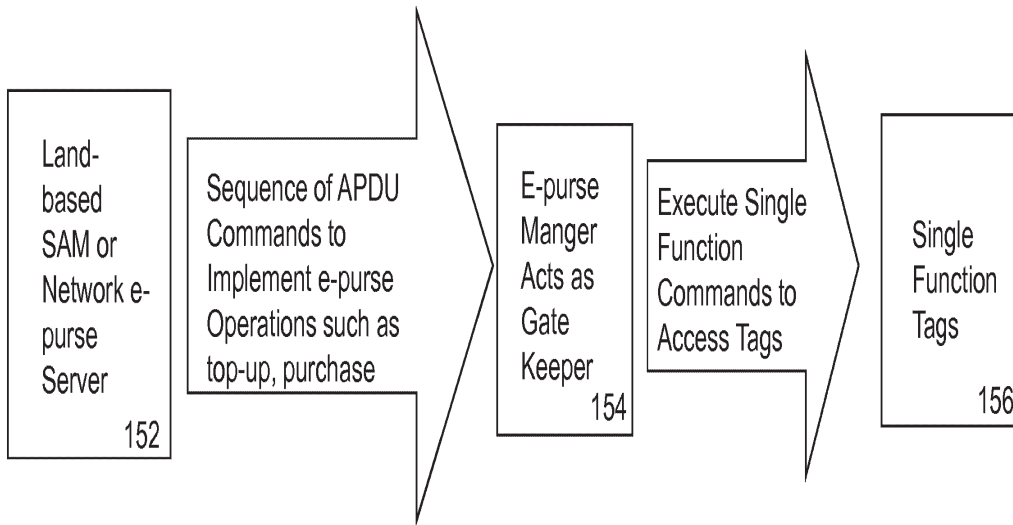 Land-
based
SAM or
Network e-
purse
Server
152
Sequence of APDU
Commands to
Implement e-purse
Operations such as
top-up, purchase
E-purse
Manger
Acts as
Gate
Keeper
154
Execute Single
Function
Commands to
Access Tags
Single
Function
Tags
156